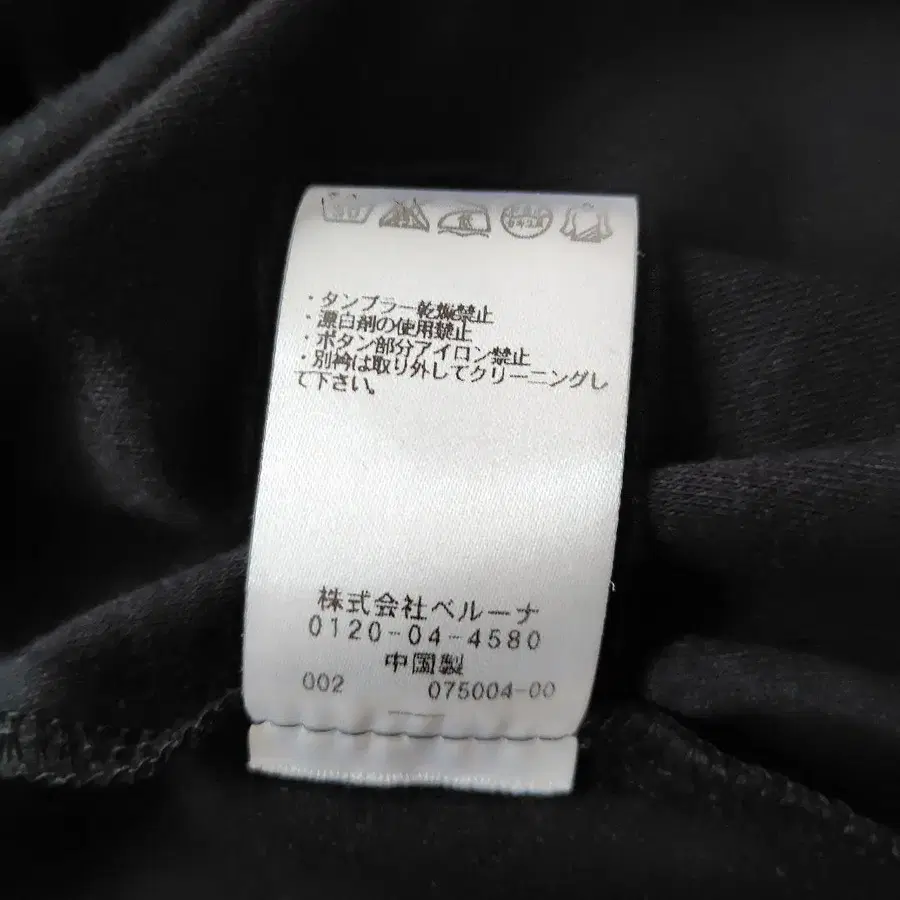 ・タンブラー乾燥禁止
・漂白剤の使用禁止
・ボタン部分アイロン禁止
・別衿は取り外してクリーニングし
て下さい。
株式会社ベルーナ
0120-04-4580
中国製
002 075004-00